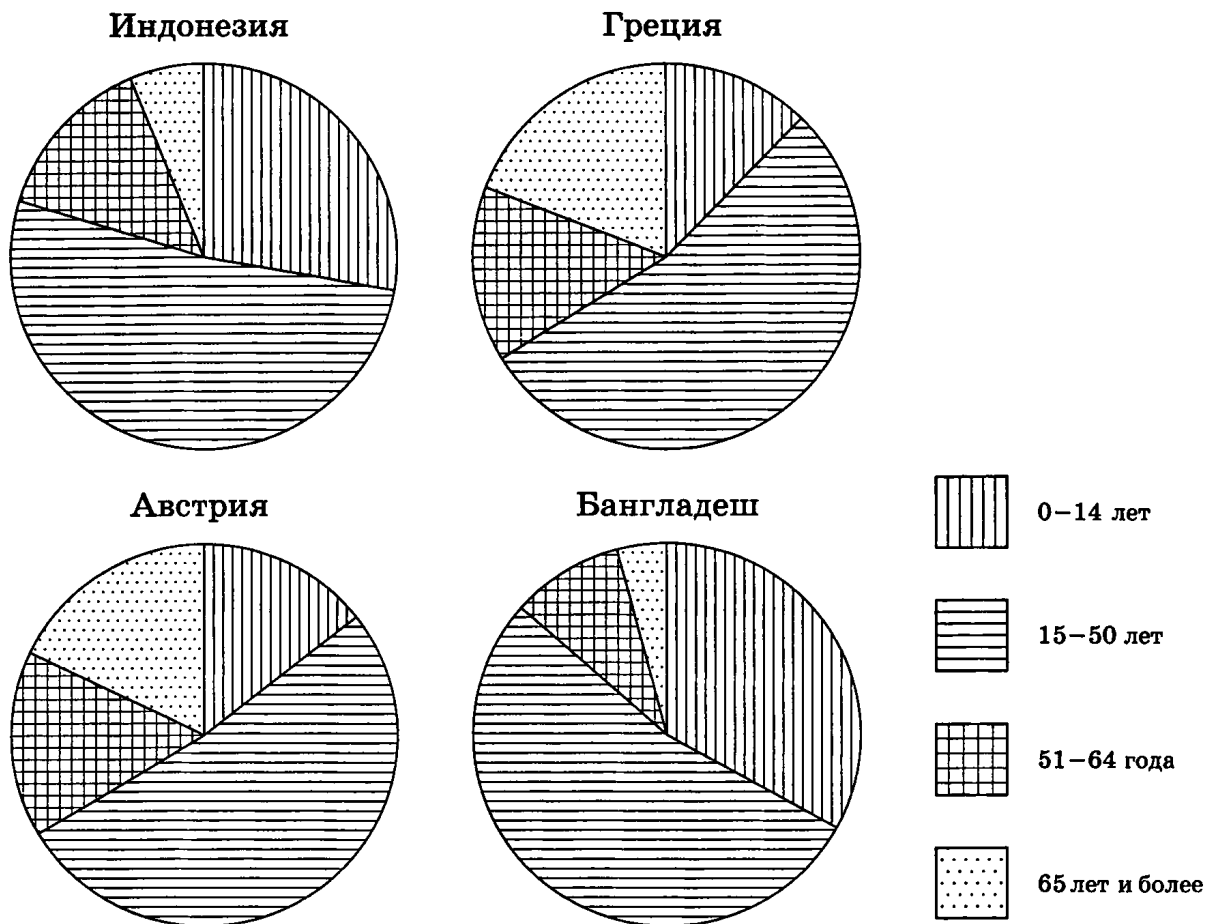 Индонезия
Греция
Австрия
Бангладеш
0–14 лет
15–50 лет
51–64 года
65 лет и более